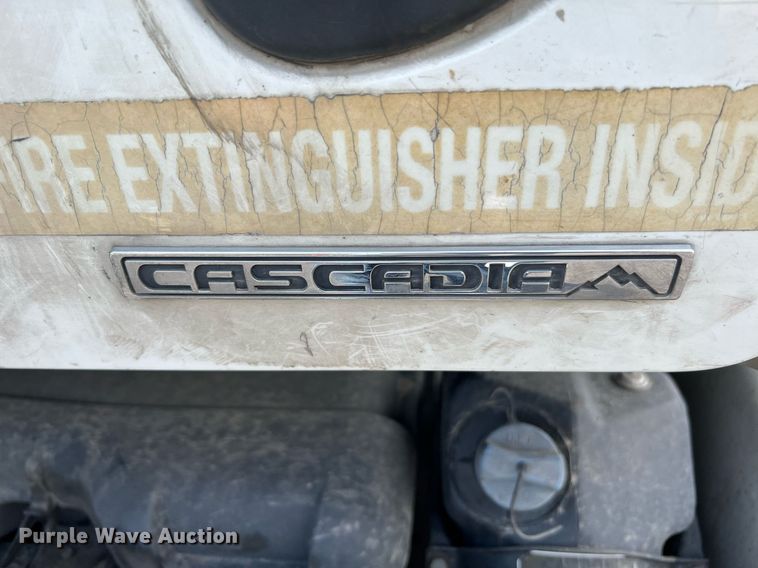 IRE EXTINGUISHER INSID
CASCADIA
Purple Wave Auction